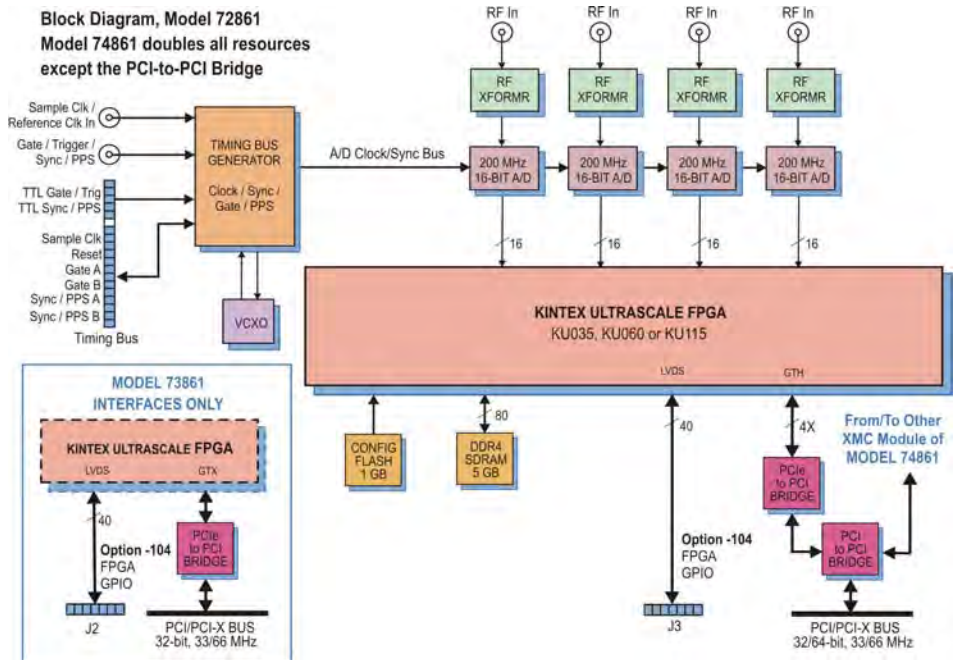 Block Diagram, Model 72861
Model 74861 doubles all resources
except the PCI-to-PCI Bridge
RF In
RF In
RF In
RF In
RF
XFORMR
RF
XFORMR
RF
XFORMR
RF
XFORMR
Sample Clk /
Reference Clk In
Gate / Trigger /
Sync / PPS
TTL Gate / Trig
TTL Sync / PPS
Sample Clk
Reset
Gate A
Gate B
Sync / PPS A
Sync / PPS B
Timing Bus
TIMING BUS
GENERATOR
Clock / Sync /
Gate / PPS
VCXO
A/D Clock/Sync Bus
200 MHz
16-BIT A/D
200 MHz
16-BIT A/D
200 MHz
16-BIT A/D
200 MHz
16-BIT A/D
16
16
16
16
KINTEX ULTRASCALE FPGA
KU035, KU060 or KU115
LVDS
GTH
MODEL 73861
INTERFACES ONLY
KINTEX ULTRASCALE FPGA
LVDS
GTX
40
Option -104
FPGA
GPIO
J2
PCIe
to PCI
BRIDGE
PCI/PCI-X BUS
32-bit, 33/66 MHz
CONFIG
FLASH
1 GB
80
DDR4
SDRAM
5 GB
40
Option -104
FPGA
GPIO
J3
4X
PCIe
to PCI
BRIDGE
From/To Other
XMC Module of
MODEL 74861
PCI
to PCI
BRIDGE
PCI/PCI-X BUS
32/64-bit, 33/66 MHz